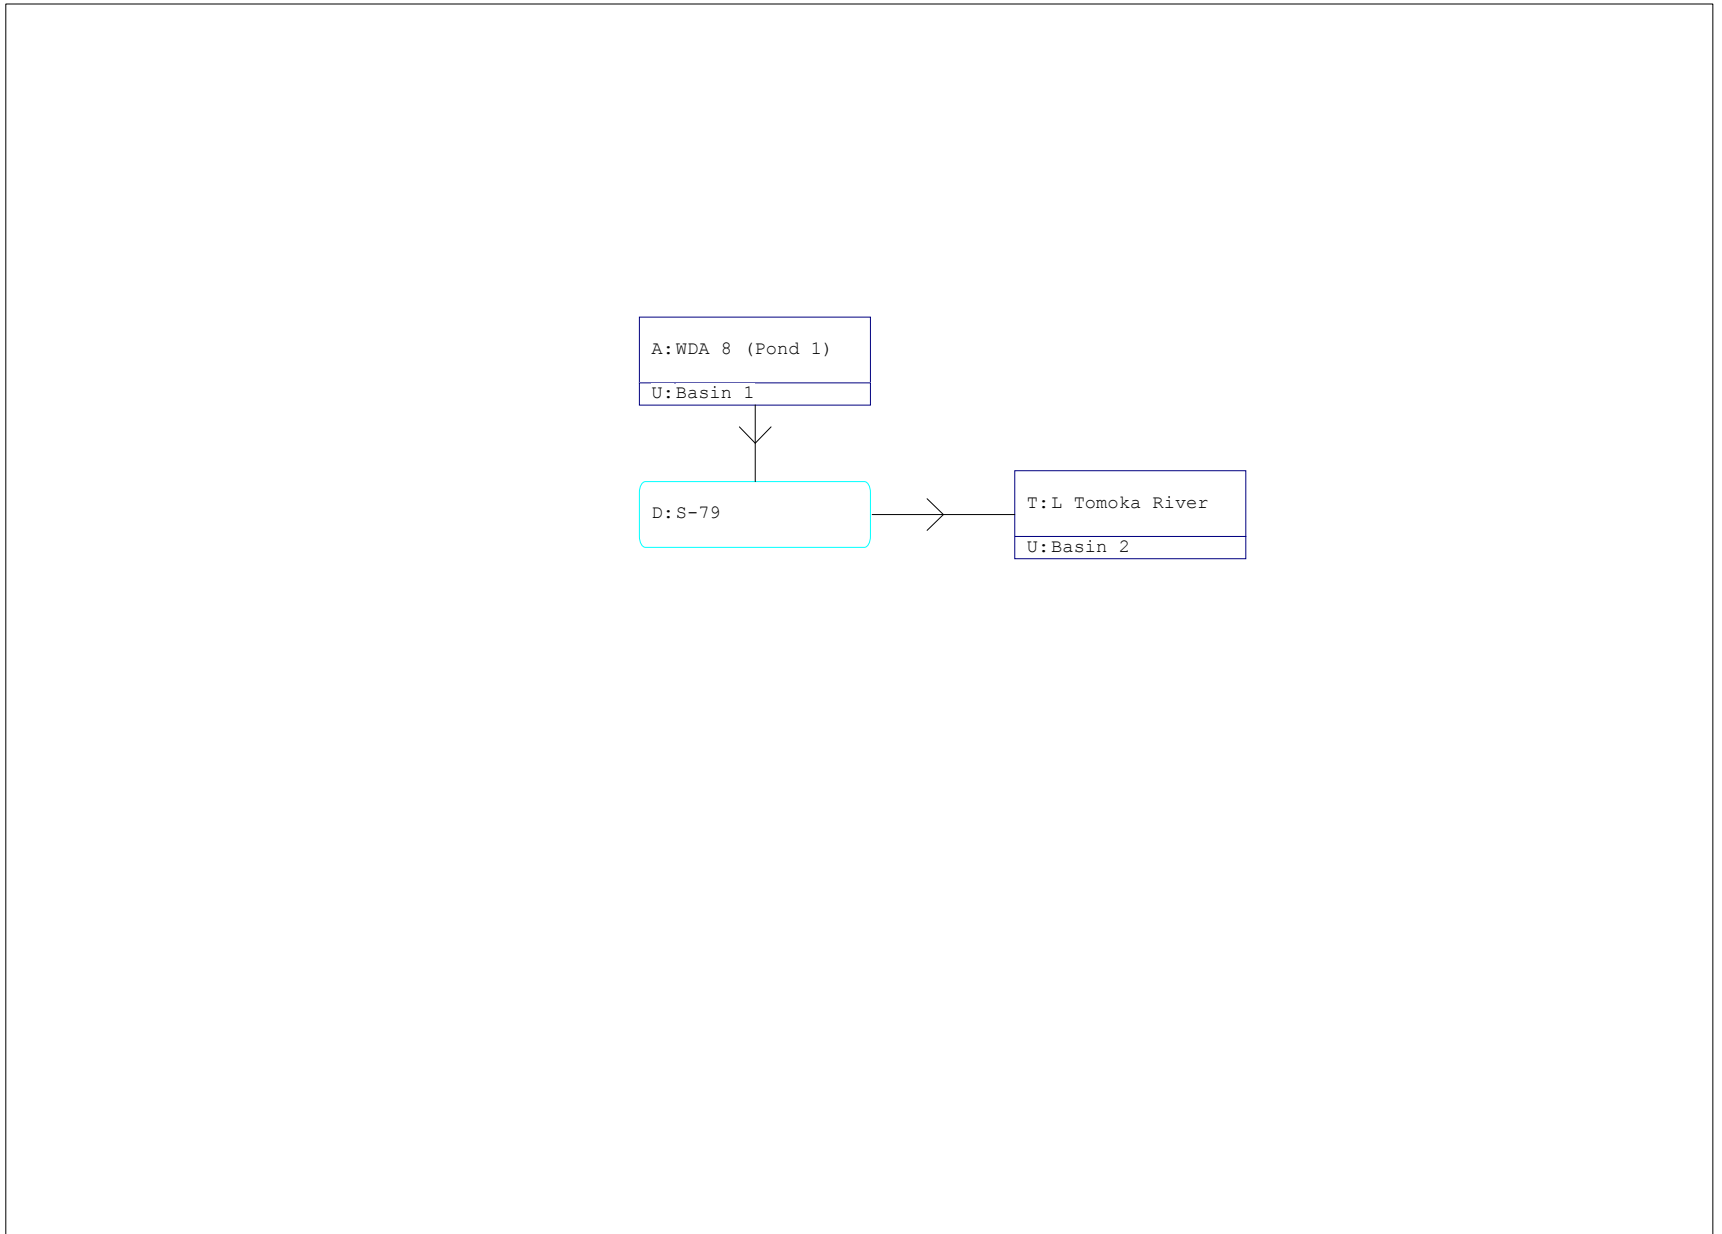 A:WDA 8 (Pond 1)
U:Basin 1
D:S-79
T:L Tomoka River
U:Basin 2